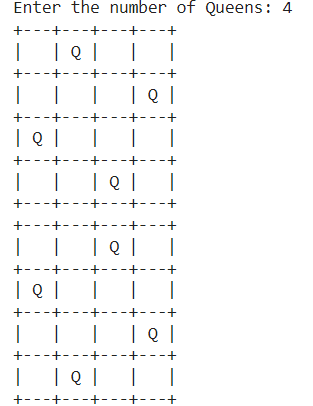 Enter the number of Queens: 4
+---+---+---+---+
|   | Q |   |   |
+---+---+---+---+
|   |   |   | Q |
+---+---+---+---+
| Q |   |   |   |
+---+---+---+---+
|   |   | Q |   |
+---+---+---+---+
+---+---+---+---+
|   |   | Q |   |
+---+---+---+---+
| Q |   |   |   |
+---+---+---+---+
|   |   |   | Q |
+---+---+---+---+
|   | Q |   |   |
+---+---+---+---+